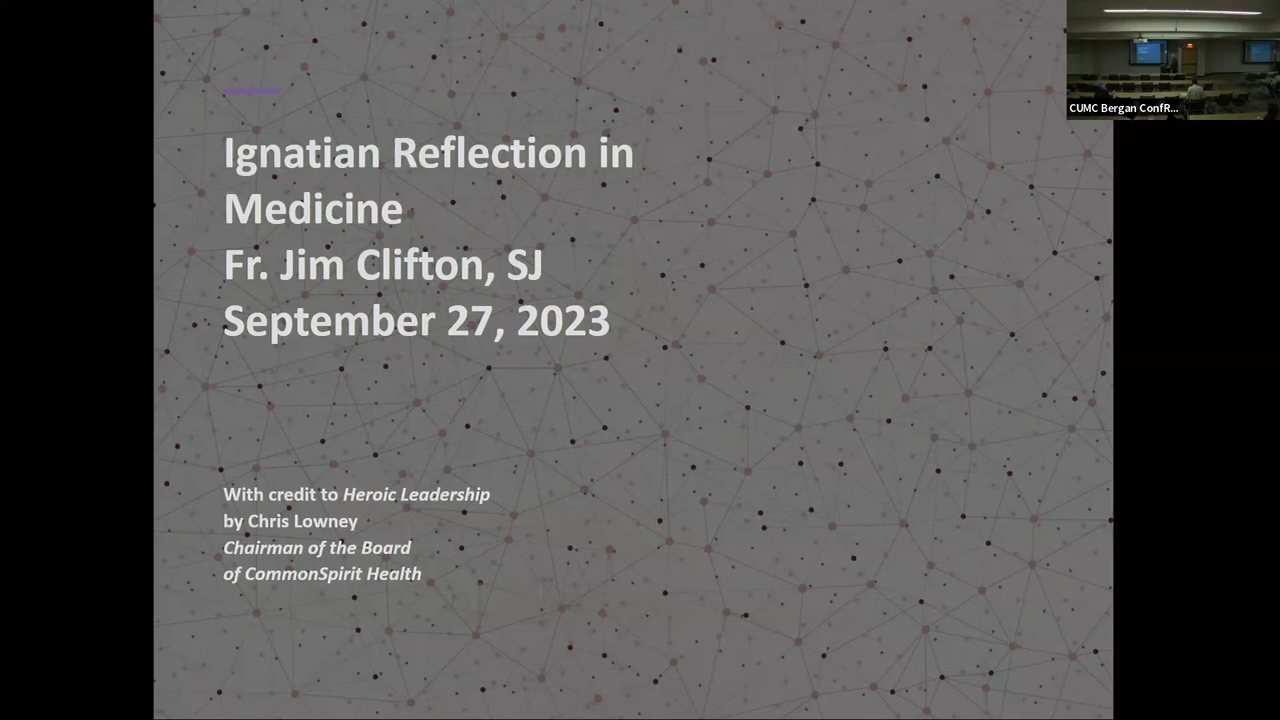 Ignatian Reflection in
Medicine
Fr. Jim Clifton, SJ
September 27, 2023
With credit to Heroic Leadership
by Chris Lowney
Chairman of the Board
of CommonSpirit Health
CUMC Bergan ConfR...